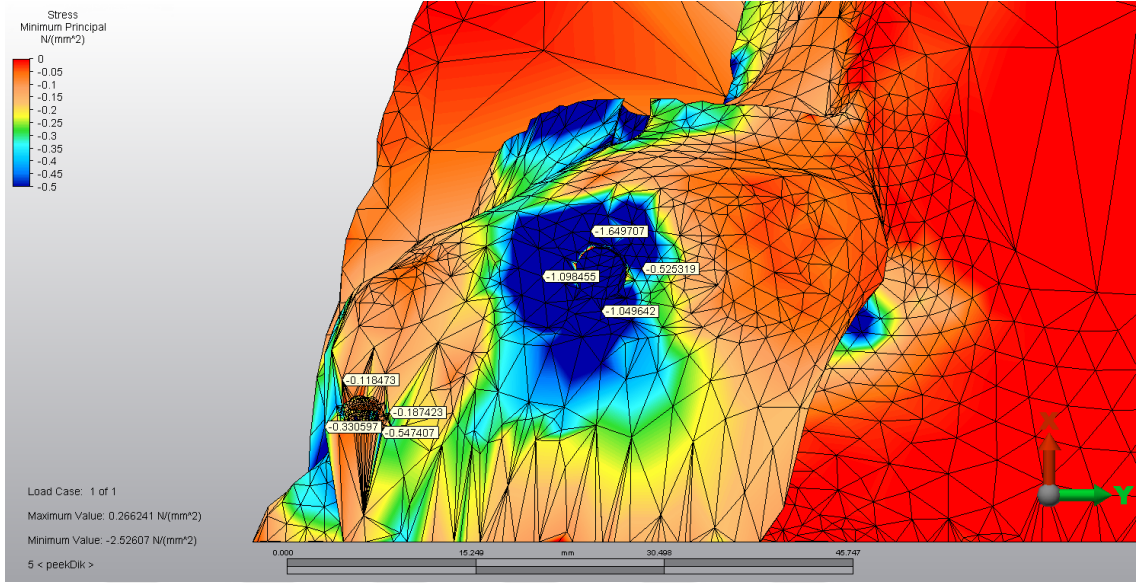 Stress
Minimum Principal
N/(mm^2)
0
-0.05
-0.1
-0.15
-0.2
-0.25
-0.3
-0.35
-0.4
-0.45
-0.5
-1.649707
-0.525319
-1.098455
-1.049642
-0.118473
-0.187423
-0.330597
-0.547407
X
Y
Load Case: 1 of 1
Maximum Value: 0.266241 N/(mm^2)
Minimum Value: -2.52607 N/(mm^2)
5 < peekDik >
0.000 15.249 mm 30.498 45.747